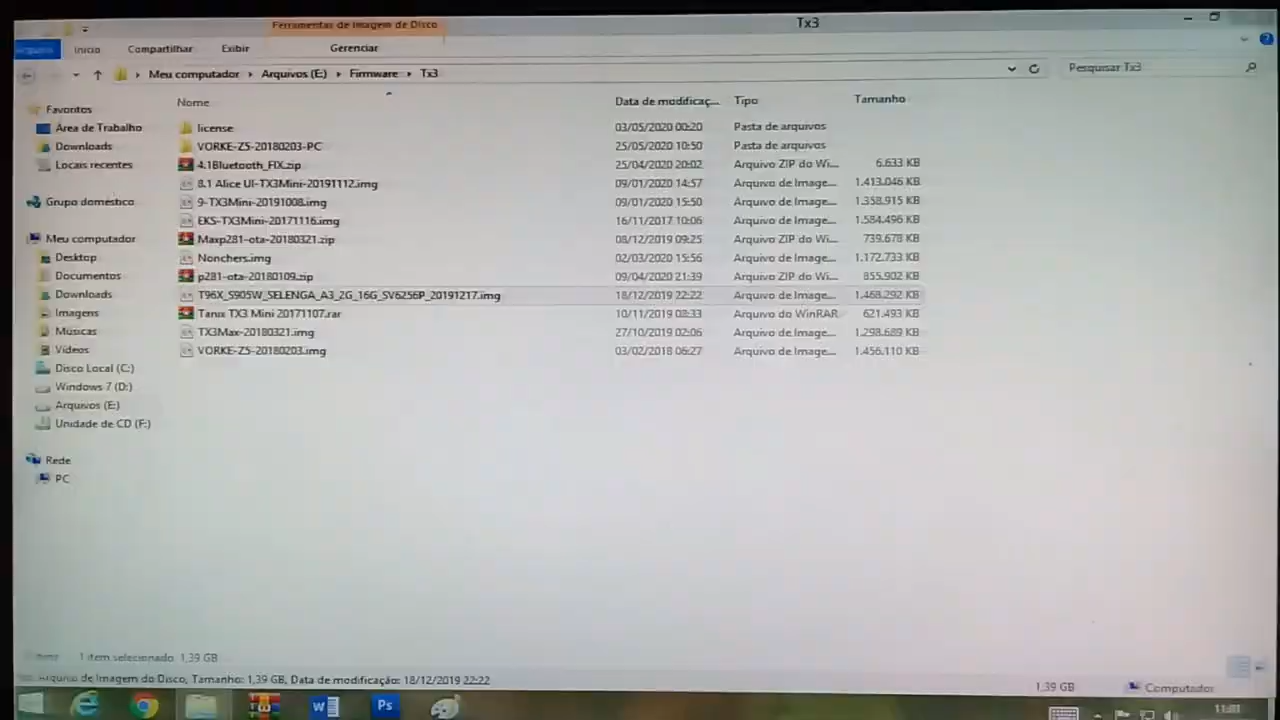 Ferramentas de Imagem de Disco
Tx3
Arquivo Início Compartilhar Exibir Gerenciar
Meu computador Arquivos (E:) Firmware Tx3
Pesquisar Tx3
Nome Data de modificaç... Tipo Tamanho
license 03/05/2020 00:20 Pasta de arquivos
VORKE-Z5-20180203-PC 25/05/2020 10:50 Pasta de arquivos
4.1Bluetooth_FIX.zip 25/04/2020 20:02 Arquivo ZIP do Wi... 6.633 KB
8.1 Alice UI-TX3Mini-20191112.img 09/01/2020 14:57 Arquivo de Image... 1.413.046 KB
9-TX3Mini-20191008.img 09/01/2020 15:50 Arquivo de Image... 1.358.915 KB
EKS-TX3Mini-20171116.img 16/11/2017 10:06 Arquivo de Image... 1.584.496 KB
Maxp281-ota-20180321.zip 08/12/2019 09:25 Arquivo ZIP do Wi... 739.678 KB
Nonchers.img 02/03/2020 15:56 Arquivo de Image... 1.172.733 KB
p281-ota-20180109.zip 09/04/2020 21:39 Arquivo ZIP do Wi... 855.902 KB
T96X_S905W_SELENGA_A3_2G_16G_SV6256P_20191217.img 18/12/2019 22:22 Arquivo de Image... 1.468.292 KB
Tanix TX3 Mini 20171107.rar 10/11/2019 08:33 Arquivo do WinRAR 621.493 KB
TX3Max-20180321.img 27/10/2019 02:06 Arquivo de Image... 1.298.689 KB
VORKE-Z5-20180203.img 03/02/2018 06:27 Arquivo de Image... 1.456.110 KB
Favoritos
Área de Trabalho
Downloads
Locais recentes
Grupo doméstico
Meu computador
Desktop
Documentos
Downloads
Imagens
Músicas
Vídeos
Disco Local (C:)
Windows 7 (D:)
Arquivos (E:)
Unidade de CD (F:)
Rede
PC
1 item selecionado 1,39 GB
Arquivo de Imagem do Disco, Tamanho: 1,39 GB, Data de modificação: 18/12/2019 22:22
1,39 GB Computador
W Ps
11:01